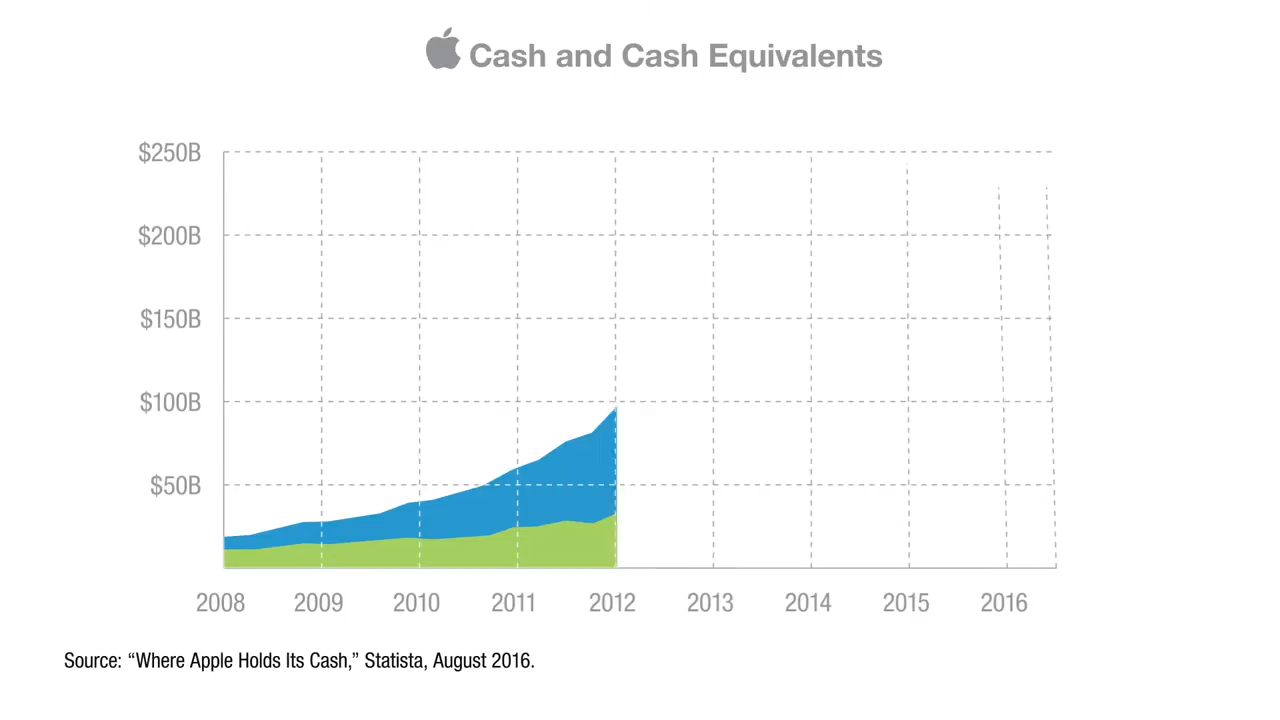 Cash and Cash Equivalents
$250B
$200B
$150B
$100B
$50B
2008 2009 2010 2011 2012 2013 2014 2015 2016
Source: “Where Apple Holds Its Cash,” Statista, August 2016.